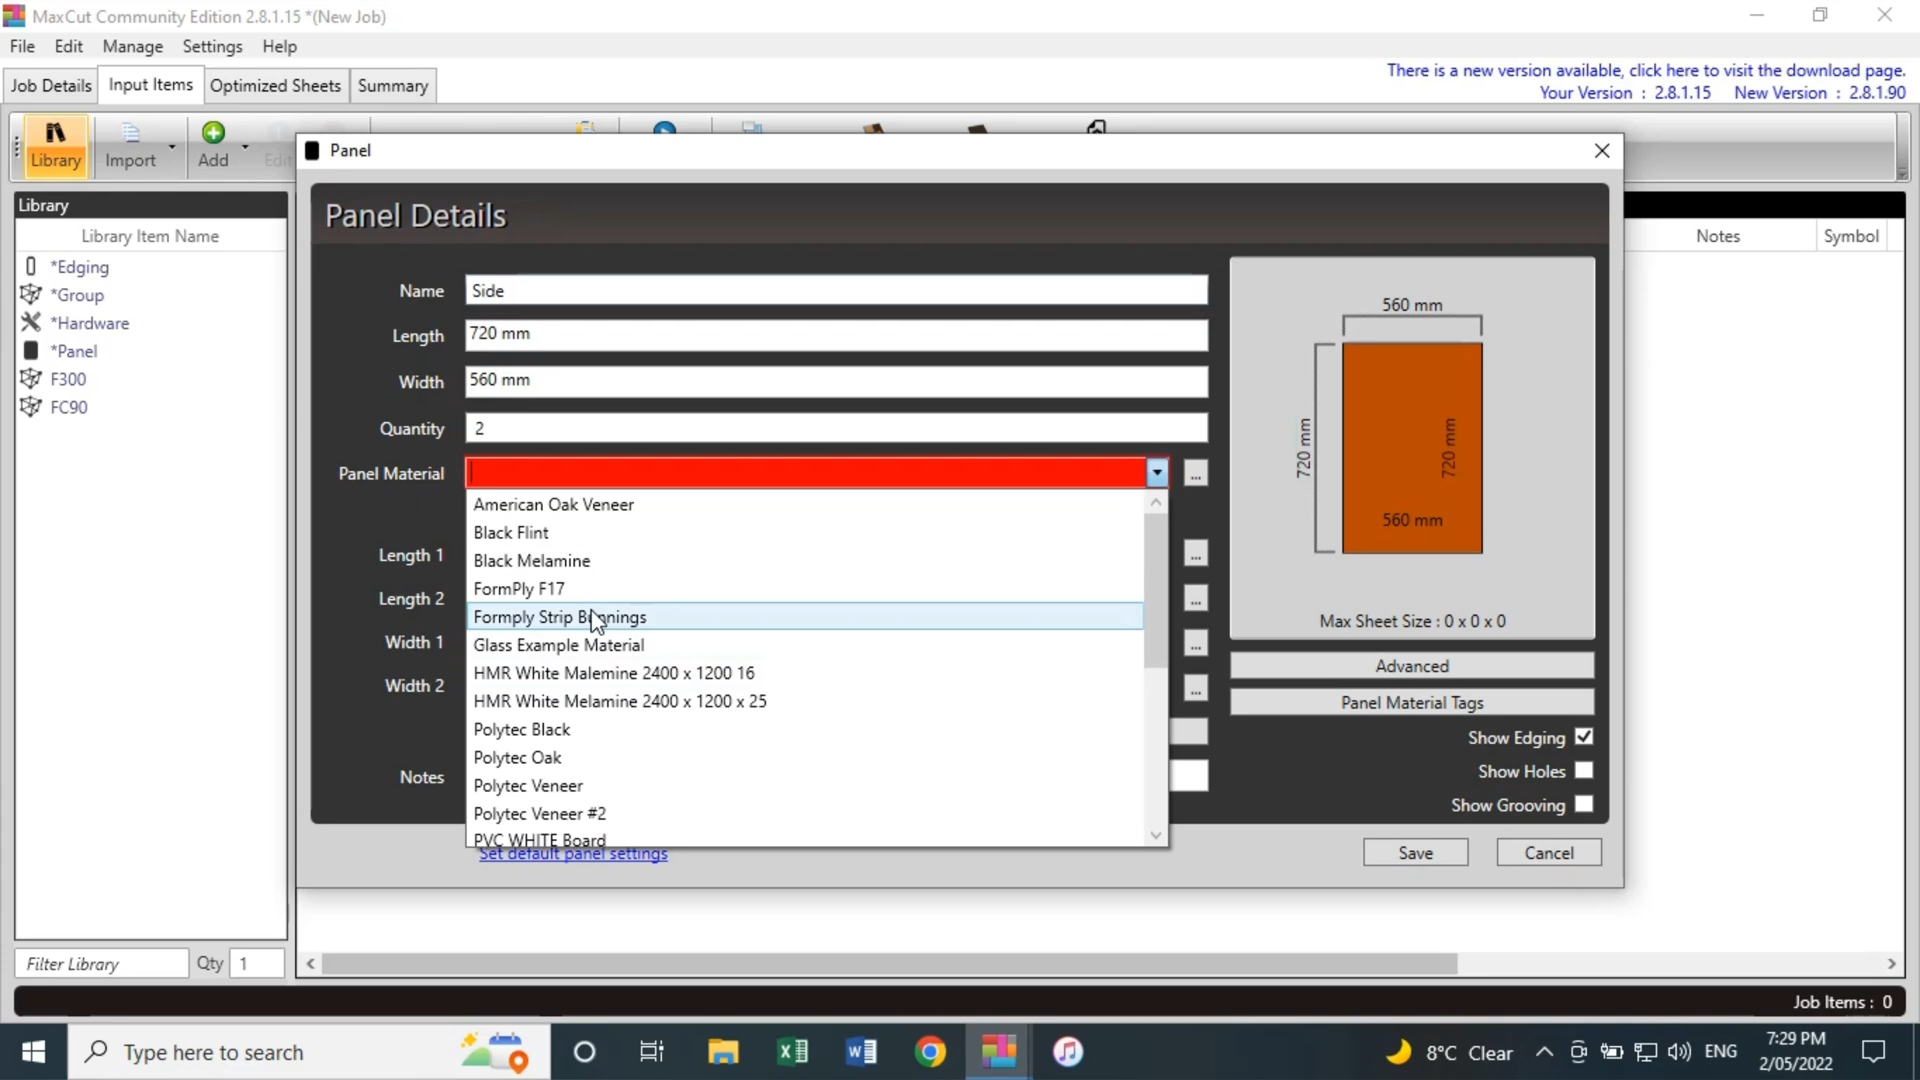 MaxCut Community Edition 2.8.1.15 *(New Job)
File Edit Manage Settings Help
Job Details Input Items Optimized Sheets Summary
There is a new version available, click here to visit the download page.
Your Version : 2.8.1.15 New Version : 2.8.1.90
Library Import Add Edit
Panel
Library
Library Item Name
*Edging
*Group
*Hardware
*Panel
F300
FC90
Notes Symbol
Panel Details
Name Side
Length 720 mm
Width 560 mm
Quantity 2
Panel Material
...
American Oak Veneer
Black Flint
Black Melamine
FormPly F17
Formply Strip Bunnings
Glass Example Material
HMR White Malemine 2400 x 1200 16
HMR White Melamine 2400 x 1200 x 25
Polytec Black
Polytec Oak
Polytec Veneer
Polytec Veneer #2
PVC WHITE Board
Length 1 ...
Length 2 ...
Width 1 ...
Width 2 ...
Notes
560 mm
720 mm
720 mm
560 mm
Max Sheet Size : 0 x 0 x 0
Advanced
Panel Material Tags
Show Edging
Show Holes
Show Grooving
Set default panel settings
Save Cancel
Filter Library Qty 1
Job Items : 0
Type here to search
8°C Clear ENG
7:29 PM
2/05/2022